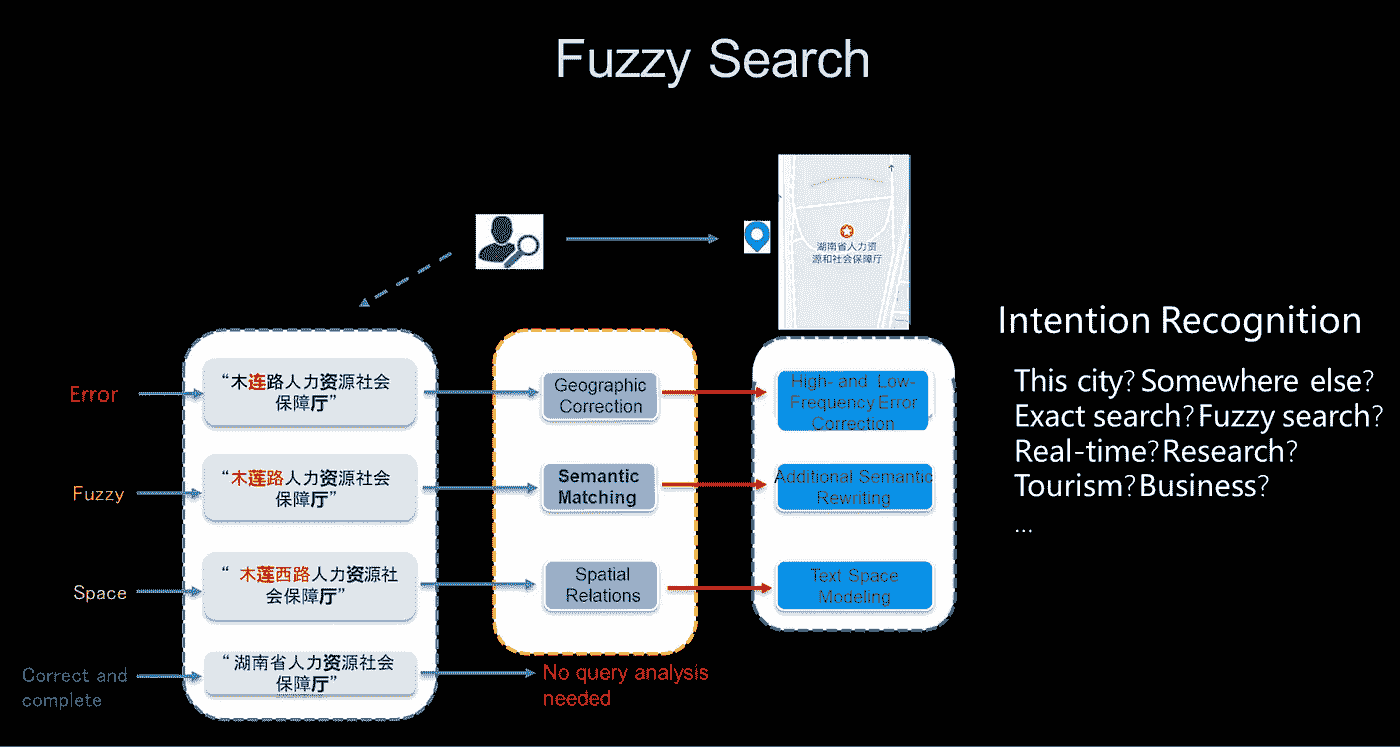 Fuzzy Search
湖南省人力资
源和社会保障厅
Error
“木连路人力资源社会
保障厅”
Geographic
Correction
High- and Low-
Frequency Error
Correction
Fuzzy
“木莲路人力资源社会
保障厅”
Semantic
Matching
Additional Semantic
Rewriting
Space
“ 木莲西路人力资源社
会保障厅”
Spatial
Relations
Text Space
Modeling
Correct and
complete
“ 湖南省人力资源社会
保障厅”
No query analysis
needed
Intention Recognition
This city? Somewhere else?
Exact search? Fuzzy search?
Real-time? Research?
Tourism? Business?
...